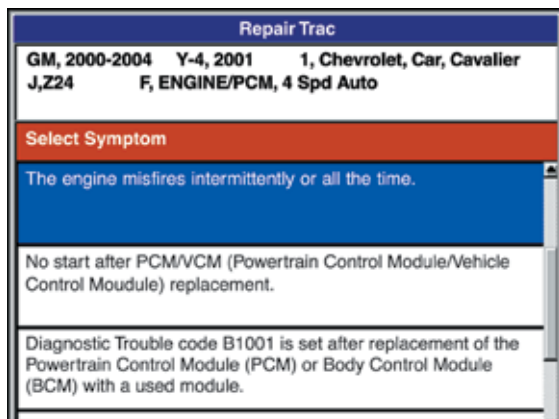 Repair Trac
GM, 2000-2004 Y-4, 2001 1, Chevrolet, Car, Cavalier
J,Z24 F, ENGINE/PCM, 4 Spd Auto
Select Symptom
The engine misfires intermittently or all the time.
No start after PCM/VCM (Powertrain Control Module/Vehicle
Control Moudule) replacement.
Diagnostic Trouble code B1001 is set after replacement of the
Powertrain Control Module (PCM) or Body Control Module
(BCM) with a used module.